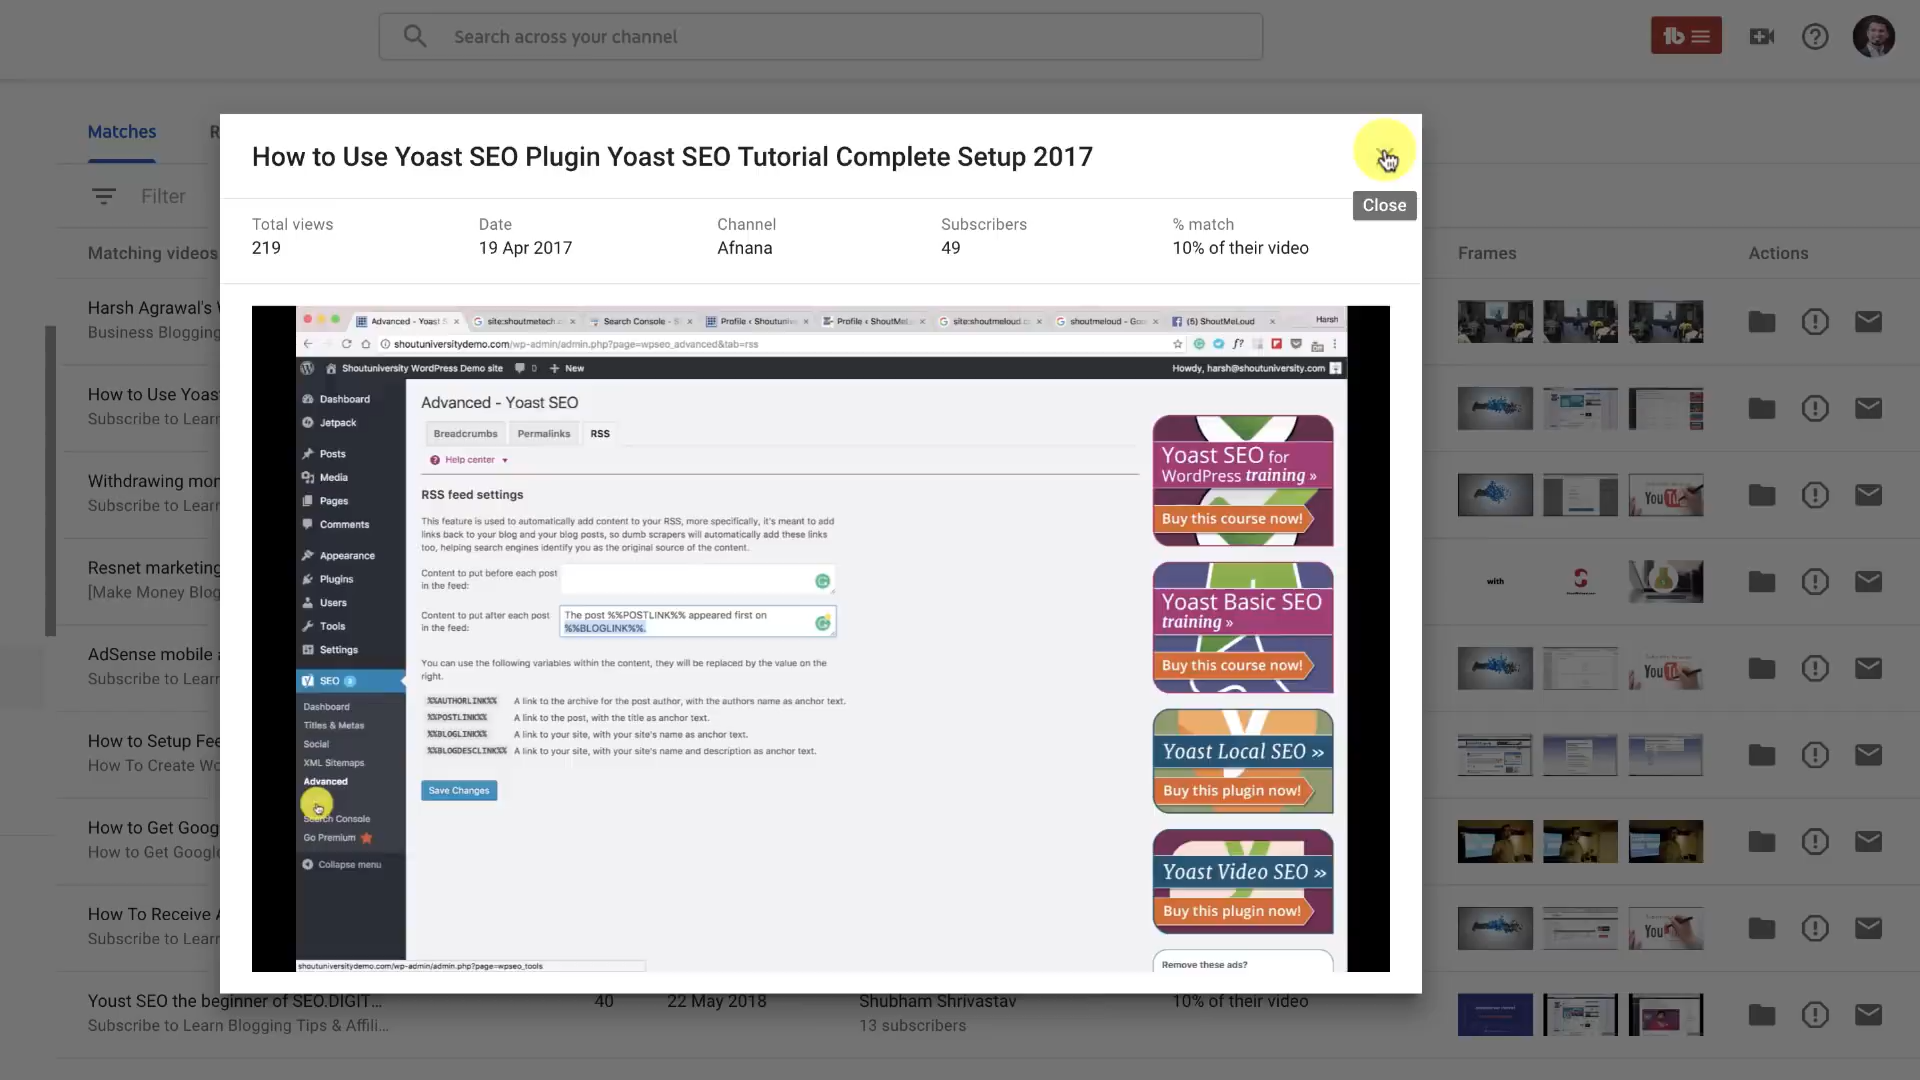 Search across your channel
tb
Matches
R
How to Use Yoast SEO Plugin Yoast SEO Tutorial Complete Setup 2017
Close
Filter
Total views
Date
Channel
Subscribers
% match
219
19 Apr 2017
Afnana
49
10% of their video
Matching videos
Frames
Actions
Harsh Agrawal's
Business Blogging
How to Use Yoas
Subscribe to Learn
Withdrawing mon
Subscribe to Learn
Resnet marketing
[Make Money Blog
with
AdSense mobile a
Subscribe to Learn
How to Setup Fee
How To Create Wo
How to Get Goog
How to Get Google
How To Receive A
Subscribe to Learn
Youst SEO the beginner of SEO.DIGIT...
40
22 May 2018
Shubham Shrivastav
10% of their video
Subscribe to Learn Blogging Tips & Affili...
13 subscribers
Advanced - Yoast S
site:shoutmetech.c
Search Console - S
Profile ‹ Shoutuniv
Profile ‹ ShoutMeL
site:shoutmeloud.c
shoutmeloud - Goo
(5) ShoutMeLoud
Harsh
shoutuniversitydemo.com/wp-admin/admin.php?page=wpseo_advanced&tab=rss
Shoutuniversity WordPress Demo site
0
New
Howdy, harsh@shoutuniversity.com
Dashboard
Jetpack
Posts
Media
Pages
Comments
Appearance
Plugins
Users
Tools
Settings
SEO 3
Dashboard
Titles & Metas
Social
XML Sitemaps
Advanced
Search Console
Go Premium
Collapse menu
Advanced - Yoast SEO
Breadcrumbs
Permalinks
RSS
Help center
RSS feed settings
This feature is used to automatically add content to your RSS, more specifically, it's meant to add
links back to your blog and your blog posts, so dumb scrapers will automatically add these links
too, helping search engines identify you as the original source of the content.
Content to put before each post
in the feed:
Content to put after each post
in the feed:
The post %%POSTLINK%% appeared first on
%%BLOGLINK%%.
You can use the following variables within the content, they will be replaced by the value on the
right.
%%AUTHORLINK%% A link to the archive for the post author, with the authors name as anchor text.
%%POSTLINK%% A link to the post, with the title as anchor text.
%%BLOGLINK%% A link to your site, with your site's name as anchor text.
%%BLOGDESCLINK%% A link to your site, with your site's name and description as anchor text.
Save Changes
Yoast SEO for
WordPress training »
Buy this course now!
Yoast Basic SEO
training »
Buy this course now!
Yoast Local SEO »
Buy this plugin now!
Yoast Video SEO »
Buy this plugin now!
Remove these ads?
shoutuniversitydemo.com/wp-admin/admin.php?page=wpseo_tools